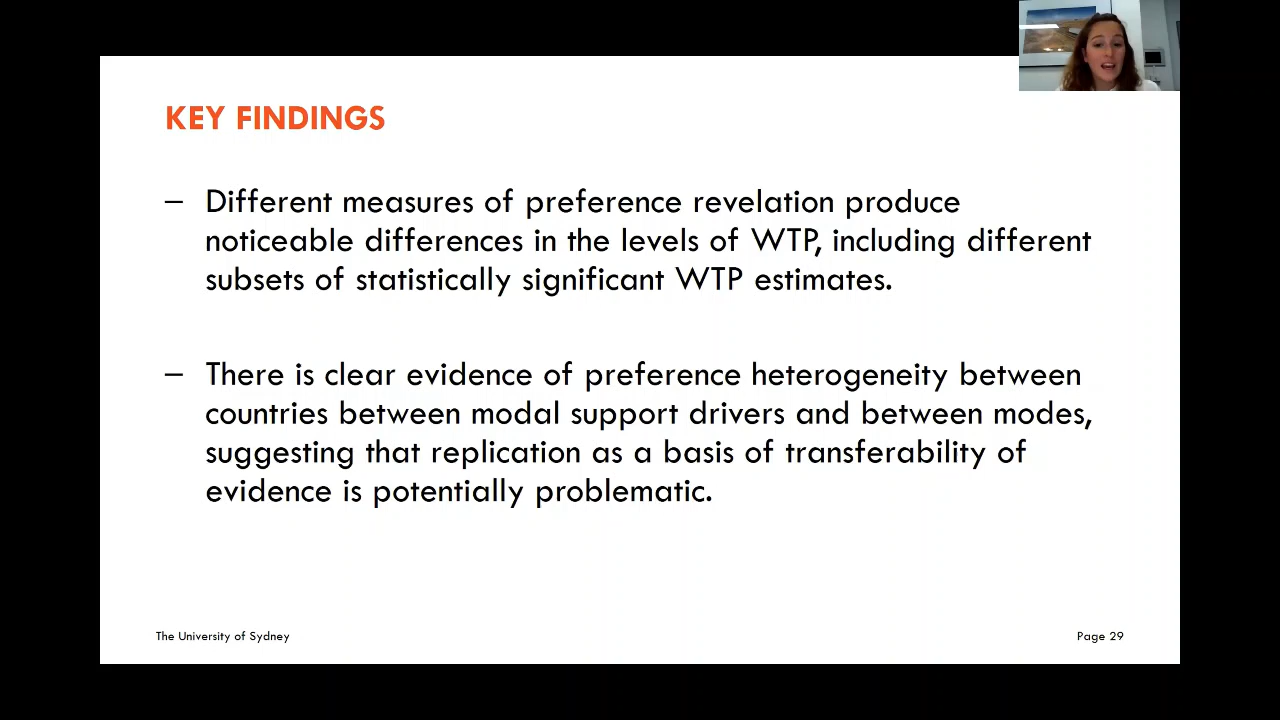 KEY FINDINGS
– Different measures of preference revelation produce
noticeable differences in the levels of WTP, including different
subsets of statistically significant WTP estimates.
– There is clear evidence of preference heterogeneity between
countries between modal support drivers and between modes,
suggesting that replication as a basis of transferability of
evidence is potentially problematic.
The University of Sydney
Page 29